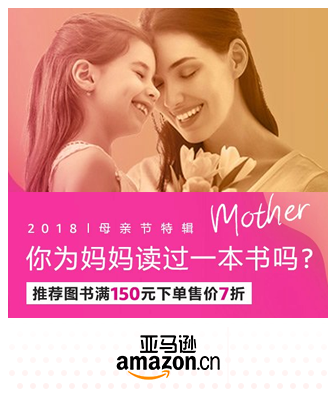 Mother
2018|母亲节特辑
你为妈妈读过一本书吗?
推荐图书满150元下单售价7折
亚马逊
amazon.cn